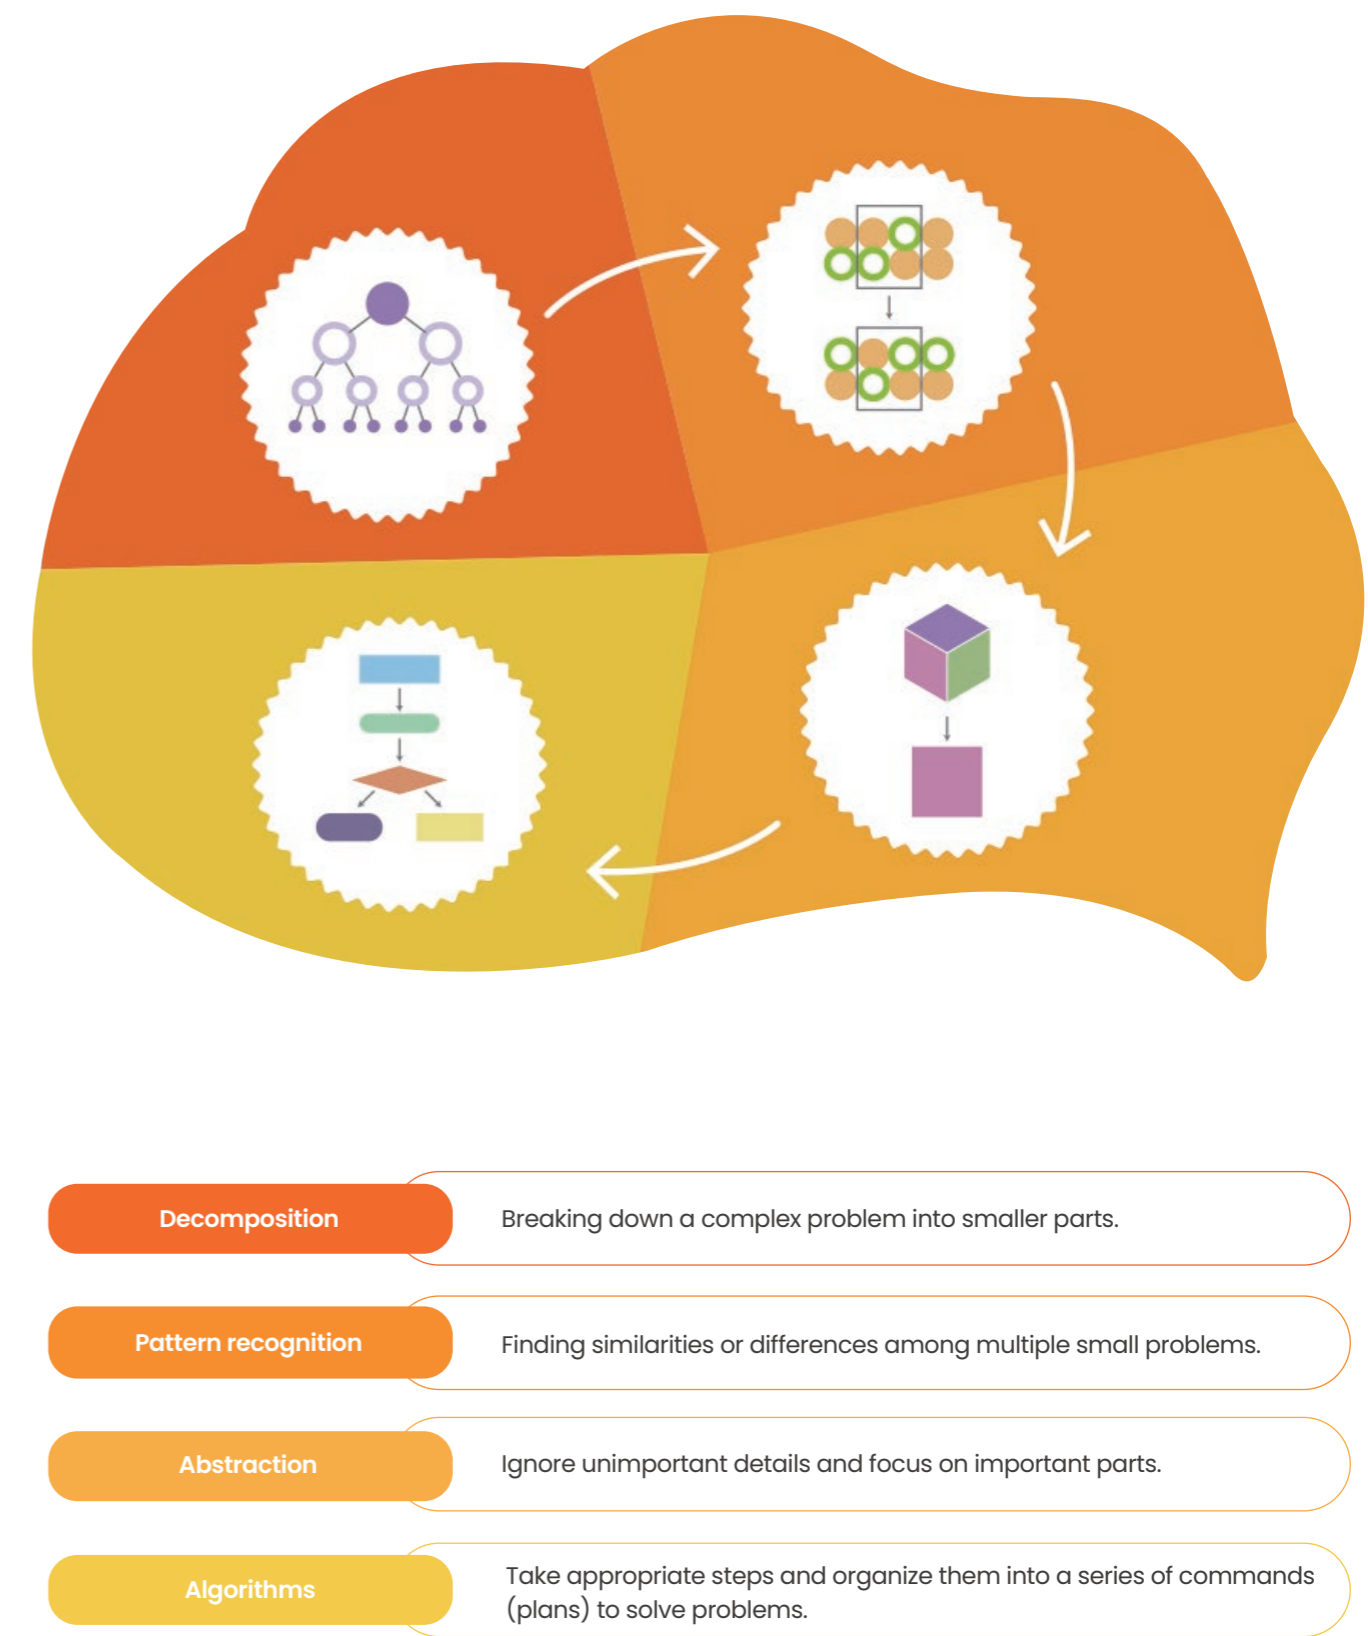 Decomposition
Breaking down a complex problem into smaller parts.
Pattern recognition
Finding similarities or differences among multiple small problems.
Abstraction
Ignore unimportant details and focus on important parts.
Algorithms
Take appropriate steps and organize them into a series of commands
(plans) to solve problems.